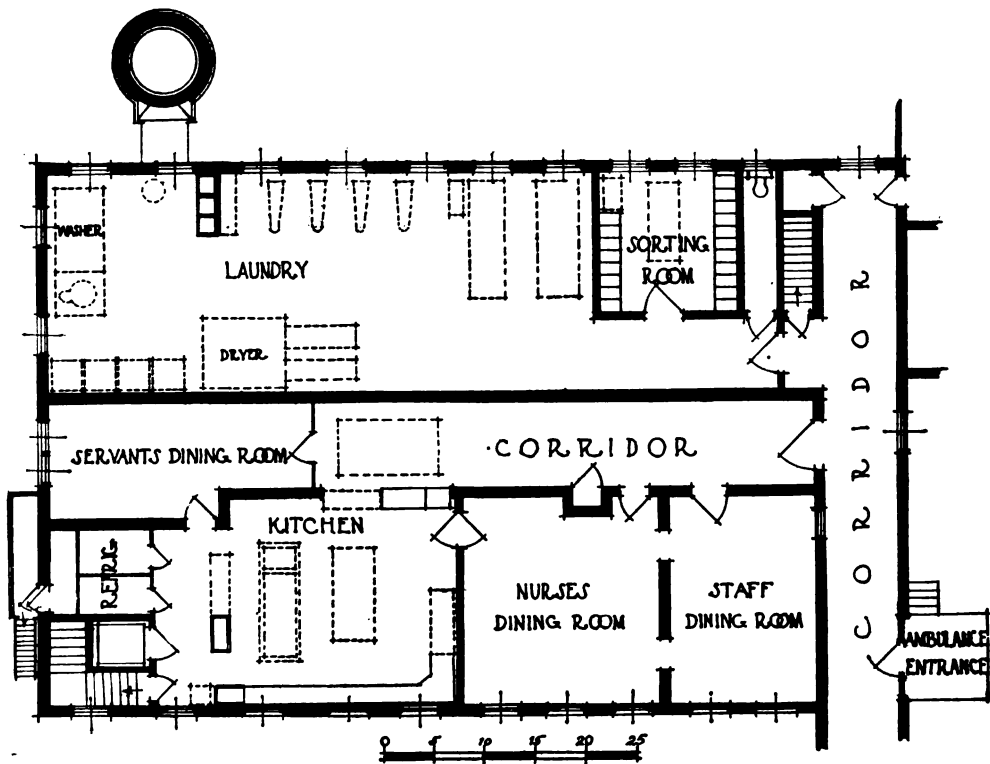 WASHER
LAUNDRY
SORTING
ROOM
DRYER
CORRIDOR
SERVANTS DINING ROOM
CORRIDOR
KITCHEN
REFRIG.
NURSES
DINING ROOM
STAFF
DINING ROOM
AMBULANCE
ENTRANCE
0 5 10 15 20 25